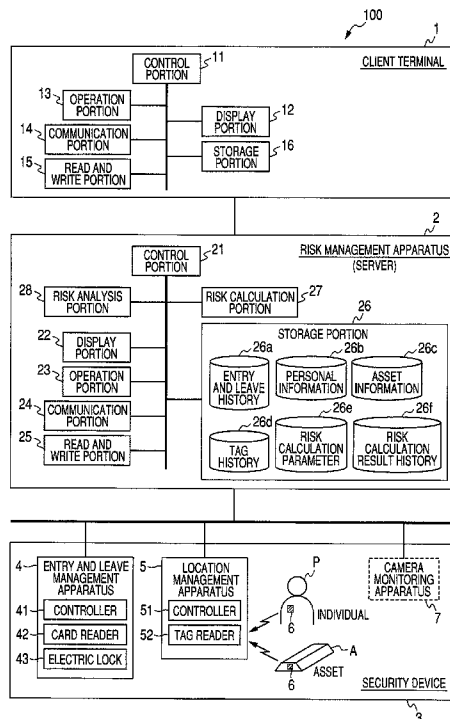 100
1
CLIENT TERMINAL
CONTROL
PORTION
11
13
OPERATION
PORTION
14
COMMUNICATION
PORTION
15
READ AND
WRITE PORTION
DISPLAY
PORTION
12
STORAGE
PORTION
16
2
RISK MANAGEMENT APPARATUS
(SERVER)
CONTROL
PORTION
21
28
RISK ANALYSIS
PORTION
RISK CALCULATION
PORTION
27
22
DISPLAY
PORTION
23
OPERATION
PORTION
24
COMMUNICATION
PORTION
25
READ AND
WRITE PORTION
26
STORAGE PORTION
26a
ENTRY
AND LEAVE
HISTORY
26b
PERSONAL
INFORMATION
26c
ASSET
INFORMATION
26d
TAG
HISTORY
26e
RISK
CALCULATION
PARAMETER
26f
RISK
CALCULATION
RESULT HISTORY
4
ENTRY AND LEAVE
MANAGEMENT
APPARATUS
41
CONTROLLER
42
CARD READER
43
ELECTRIC LOCK
5
LOCATION
MANAGEMENT
APPARATUS
51
CONTROLLER
52
TAG READER
P
6
INDIVIDUAL
A
6
ASSET
CAMERA
MONITORING
APPARATUS
7
SECURITY DEVICE
3